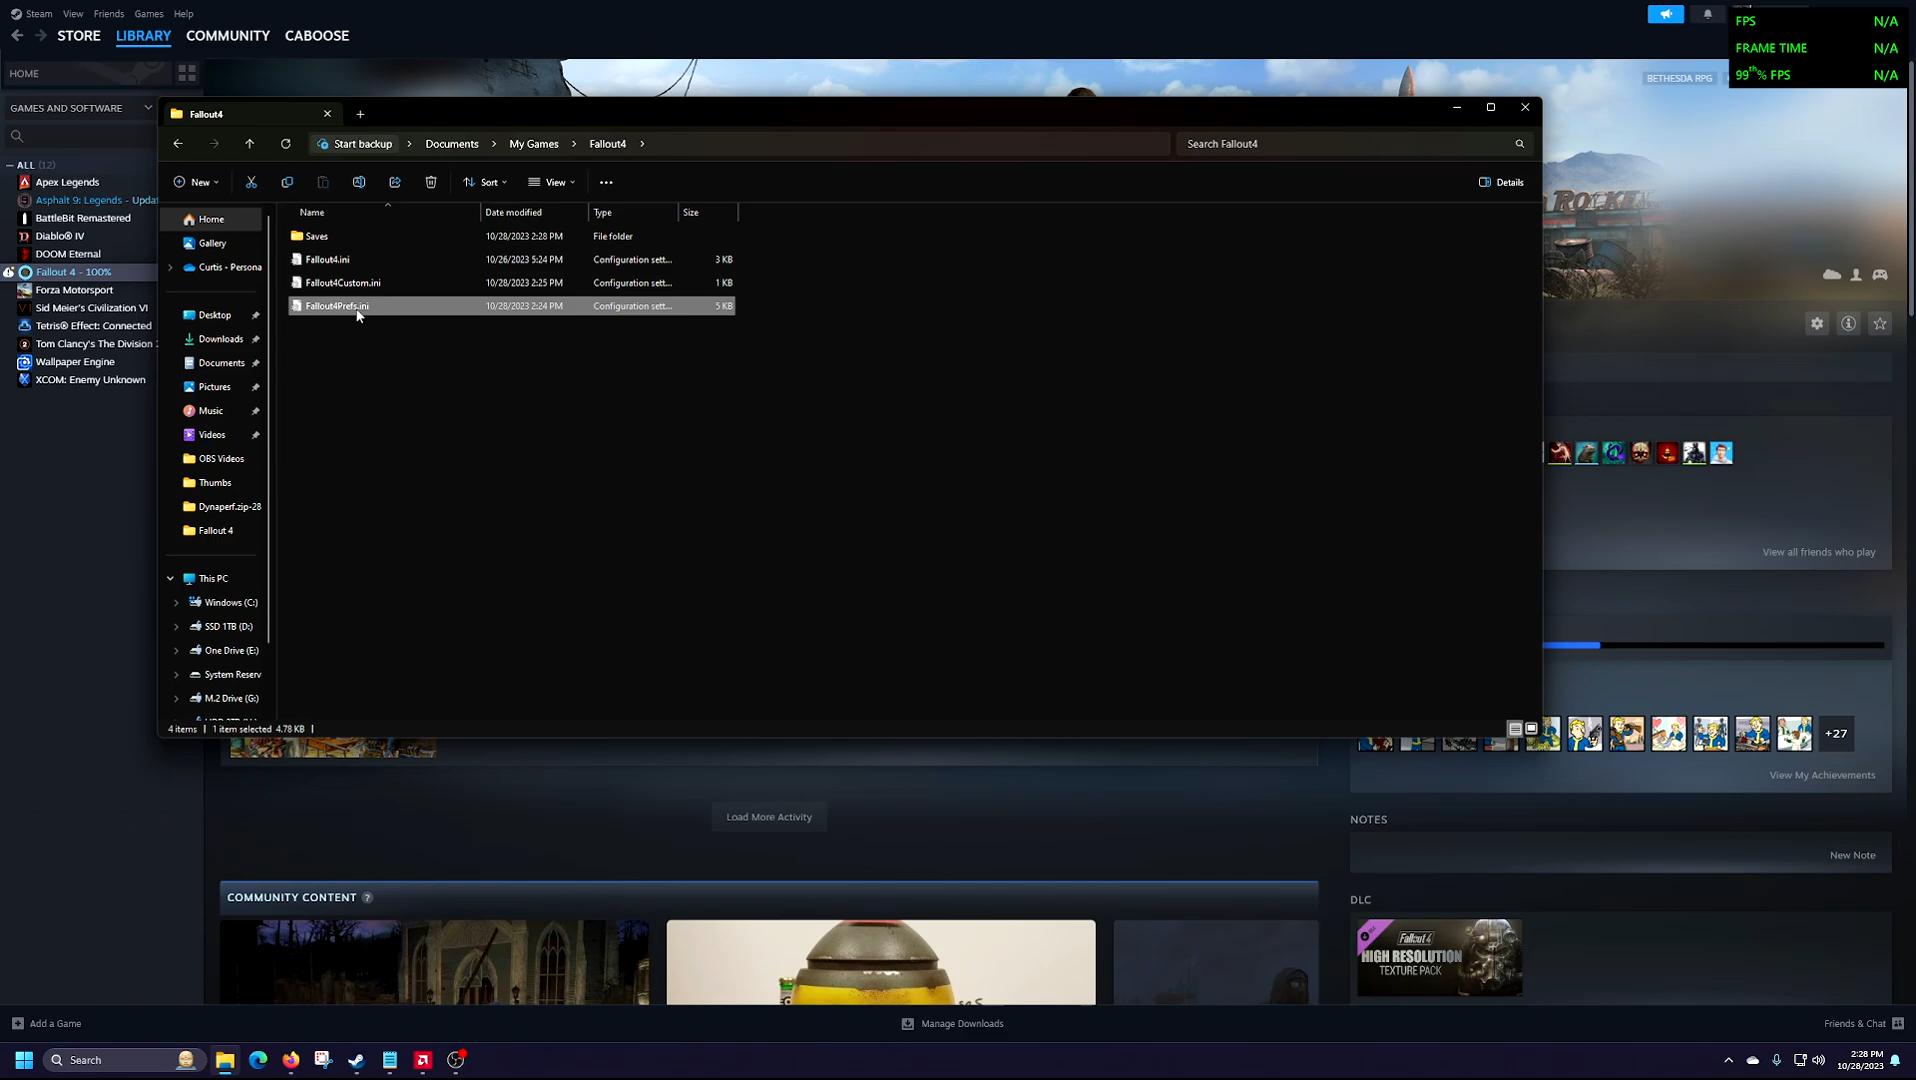 Steam View Friends Games Help
STORE LIBRARY COMMUNITY CABOOSE
FPS N/A
FRAME TIME N/A
99th% FPS N/A
HOME
BETHESDA RPG
GAMES AND SOFTWARE
Fallout4
Start backup Documents My Games Fallout4
Search Fallout4
New Sort View Details
ALL (12)
Apex Legends
Asphalt 9: Legends - Updat
BattleBit Remastered
Diablo® IV
DOOM Eternal
Fallout 4 - 100%
Forza Motorsport
Sid Meier's Civilization VI
Tetris® Effect: Connected
Tom Clancy's The Division 2
Wallpaper Engine
XCOM: Enemy Unknown
Home
Gallery
Curtis - Persona
Desktop
Downloads
Documents
Pictures
Music
Videos
OBS Videos
Thumbs
Dynaperf.zip-28
Fallout 4
This PC
Windows (C:)
SSD 1TB (D:)
One Drive (E:)
System Reserv
M.2 Drive (G:)
Name Date modified Type Size
Saves 10/28/2023 2:28 PM File folder
Fallout4.ini 10/26/2023 5:24 PM Configuration sett... 3 KB
Fallout4Custom.ini 10/28/2023 2:25 PM Configuration sett... 1 KB
Fallout4Prefs.ini 10/28/2023 2:24 PM Configuration sett... 5 KB
4 items 1 item selected 4.78 KB
ROCKE
View all friends who play
+27
View My Achievements
Load More Activity
NOTES
New Note
COMMUNITY CONTENT ?
DLC
Fallout 4
HIGH RESOLUTION
TEXTURE PACK
Add a Game Manage Downloads Friends & Chat
Search
2:28 PM
10/28/2023